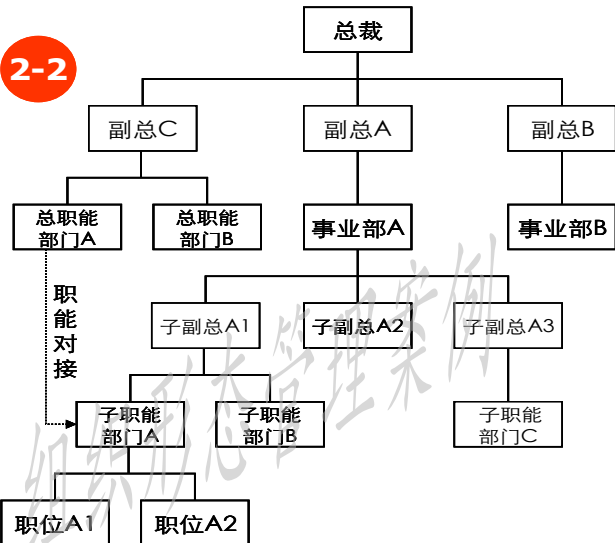 总裁
2-2
副总C
副总A
副总B
总职能
部门A
总职能
部门B
事业部A
事业部B
职
能
对
接
子副总A1
子副总A2
子副总A3
子职能
部门A
子职能
部门B
子职能
部门C
职位A1
职位A2
组织形态管理案例